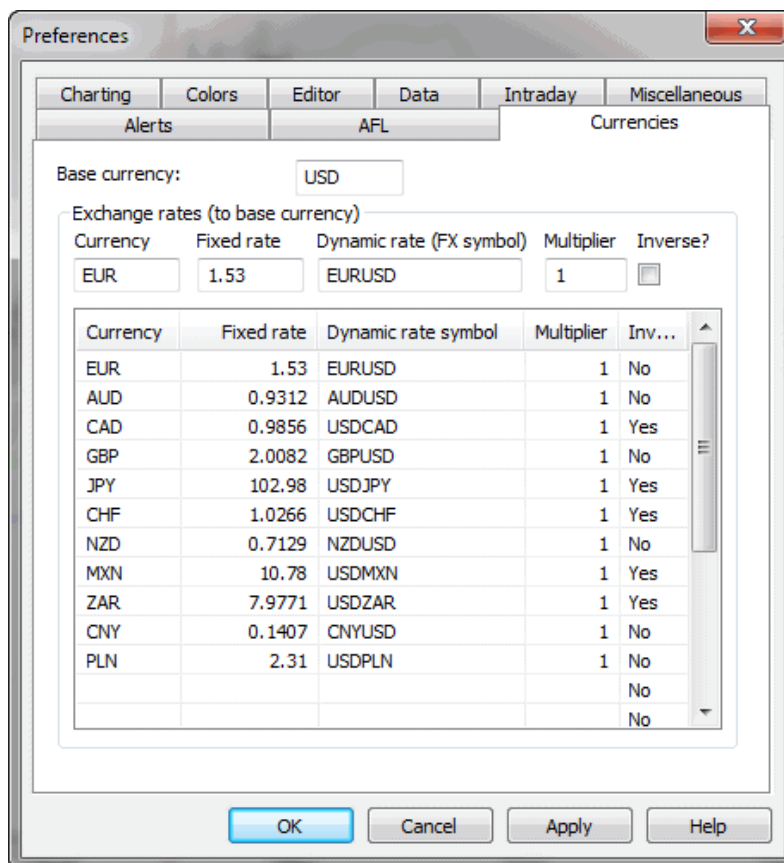 Preferences
Charting Colors Editor Data Intraday Miscellaneous
Alerts AFL Currencies
Base currency: USD
Exchange rates (to base currency)
Currency Fixed rate Dynamic rate (FX symbol) Multiplier Inverse?
EUR 1.53 EURUSD 1
Currency Fixed rate Dynamic rate symbol Multiplier Inv...
EUR 1.53 EURUSD 1 No
AUD 0.9312 AUDUSD 1 No
CAD 0.9856 USDCAD 1 Yes
GBP 2.0082 GBPUSD 1 No
JPY 102.98 USDJPY 1 Yes
CHF 1.0266 USDCHF 1 Yes
NZD 0.7129 NZDUSD 1 No
MXN 10.78 USDMXN 1 Yes
ZAR 7.9771 USDZAR 1 Yes
CNY 0.1407 CNYUSD 1 No
PLN 2.31 USDPLN 1 No
No
No
OK Cancel Apply Help